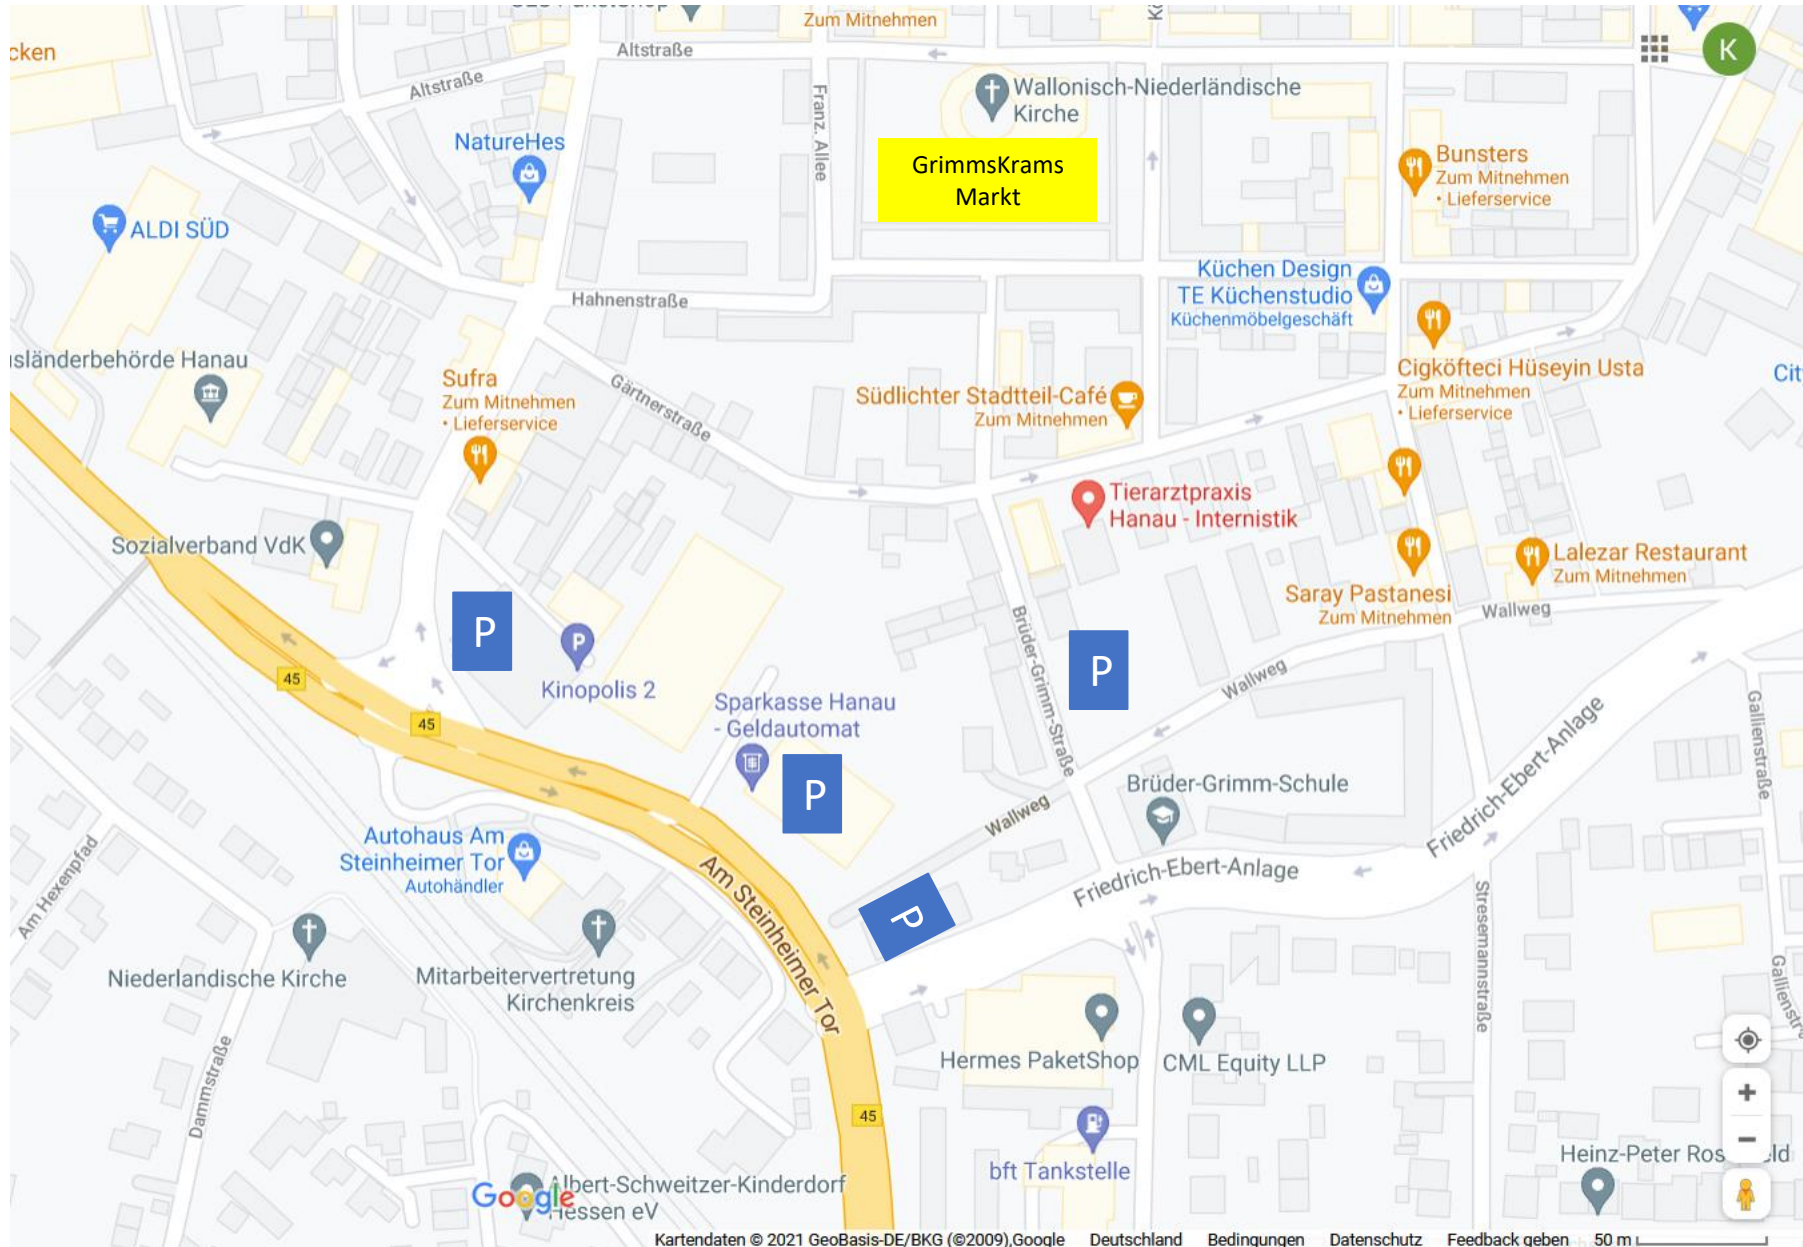 Zum Mitnehmen
Altstraße
Altstraße
Franz. Allee
Wallonisch-Niederländische
Kirche
K
NatureHes
GrimmsKrams
Markt
Bunsters
Zum Mitnehmen
• Lieferservice
ALDI SÜD
Hahnenstraße
Küchen Design
TE Küchenstudio
Küchenmöbelgeschäft
Hanau
Sufra
Zum Mitnehmen
• Lieferservice
Gärtnerstraße
Südlichter Stadtteil-Café
Zum Mitnehmen
Cigköfteci Hüseyin Usta
Zum Mitnehmen
• Lieferservice
Tierarztpraxis
Hanau - Internistik
Sozialverband VdK
Lalezar Restaurant
Zum Mitnehmen
Saray Pastanesi
Zum Mitnehmen
Wallweg
P
P
Kinopolis 2
Brüder-Grimm-Straße
P
Wallweg
45
45
Sparkasse Hanau
- Geldautomat
P
Brüder-Grimm-Schule
Wallweg
Friedrich-Ebert-Anlage
Gallienstraße
Autohaus Am
Steinheimer Tor
Autohändler
Am Hexenpfad
Am Steinheimer Tor
P
Friedrich-Ebert-Anlage
Stresemannstraße
Niederlandische Kirche
Mitarbeitervertretung
Kirchenkreis
Hermes PaketShop
CML Equity LLP
Dammstraße
45
bft Tankstelle
Heinz-Peter
Albert-Schweitzer-Kinderdorf
Hessen eV
Google
Kartendaten © 2021 GeoBasis-DE/BKG (©2009),Google Deutschland Bedingungen Datenschutz Feedback geben 50 m